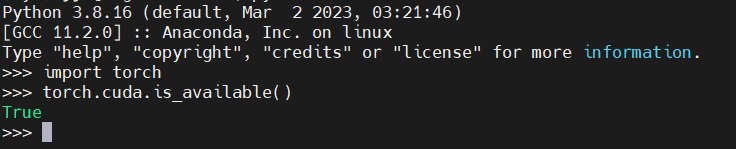 Python 3.8.16 (default, Mar  2 2023, 03:21:46)
[GCC 11.2.0] :: Anaconda, Inc. on linux
Type "help", "copyright", "credits" or "license" for more information.
>>> import torch
>>> torch.cuda.is_available()
True
>>>